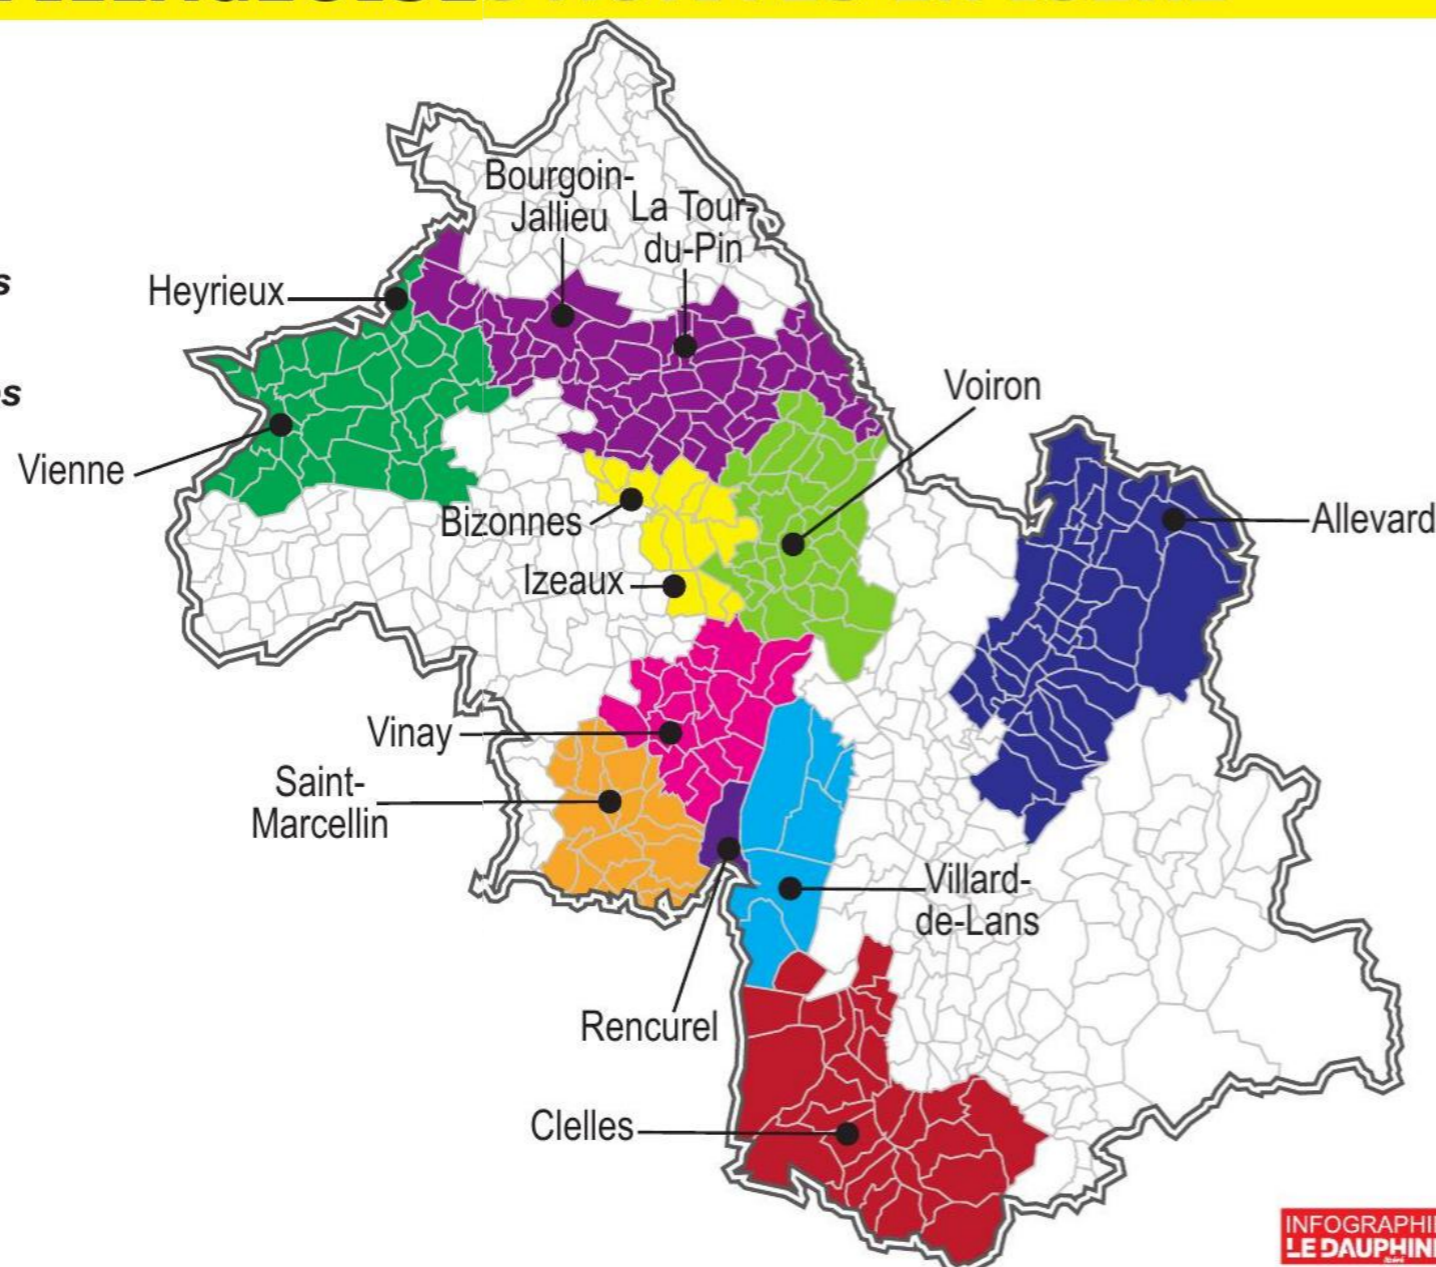 Bourgoin-
Jallieu
La Tour-
du-Pin
Heyrieux
Voiron
Vienne
Bizonnes
Allevard
Izeaux
Vinay
Saint-
Marcellin
Villard-
de-Lans
Rencurel
Clelles
INFOGRAPHI
LE DAUPHINÉ